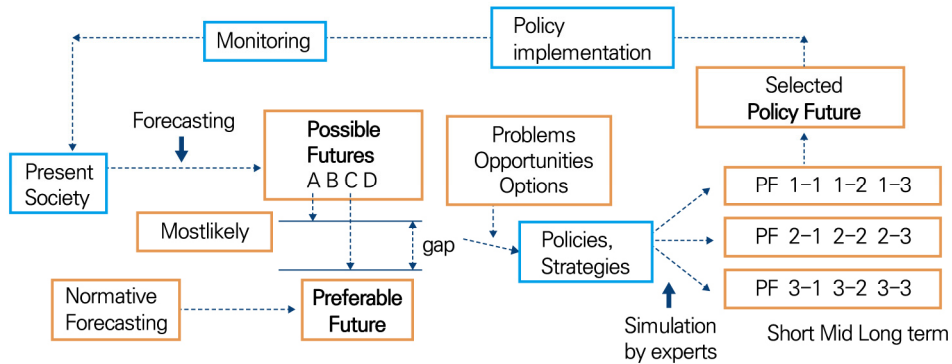 Monitoring
Policy
implementation
Selected
Policy Future
Forecasting
Possible
Futures
A B C D
Problems
Opportunities
Options
Present
Society
PF 1-1 1-2 1-3
Mostlikely
gap
Policies,
Strategies
PF 2-1 2-2 2-3
Normative
Forecasting
Preferable
Future
PF 3-1 3-2 3-3
Simulation
by experts
Short Mid Long term